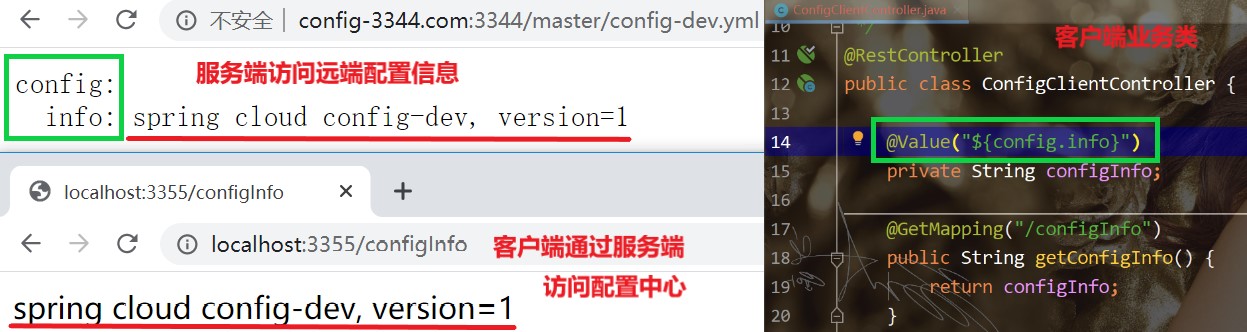 不安全 | config-3344.com:3344/master/config-dev.yml
服务端访问远端配置信息
config:
info: spring cloud config-dev, version=1
localhost:3355/configInfo
localhost:3355/configInfo
客户端通过服务端
访问配置中心
spring cloud config-dev, version=1
ConfigClientController.java
客户端业务类
10 */
11 @RestController
12 public class ConfigClientController {
13
14 @Value("${config.info}")
15 private String configInfo;
16
17 @GetMapping("/configInfo")
18 public String getConfigInfo() {
19 return configInfo;
20 }